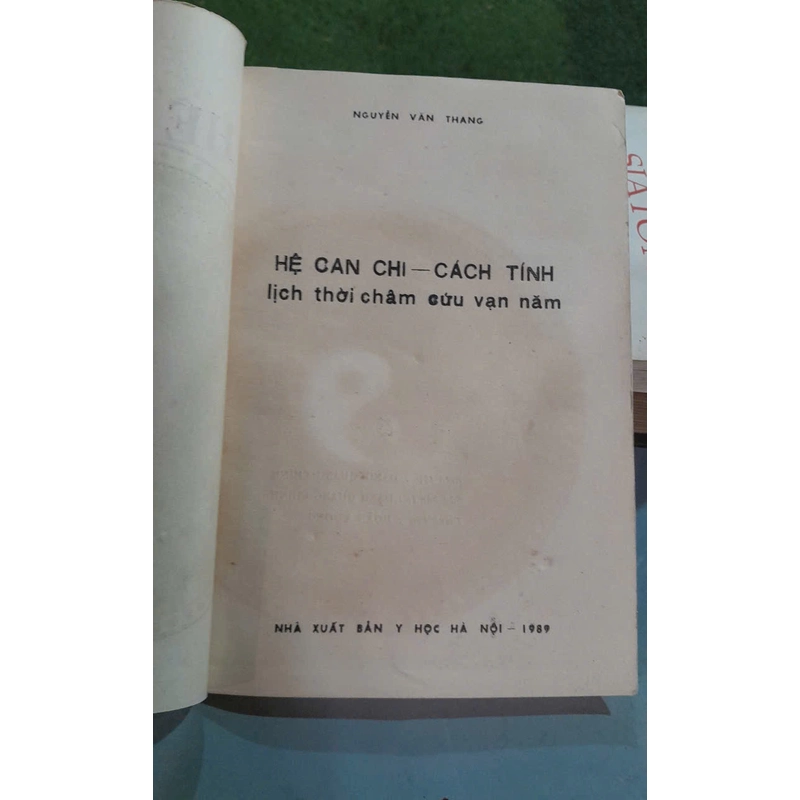 NGUYỄN VĂN THANG
HỆ CAN CHI — CÁCH TÍNH
lịch thời châm cứu vạn năm
NHÀ XUẤT BẢN Y HỌC HÀ NỘI — 1989